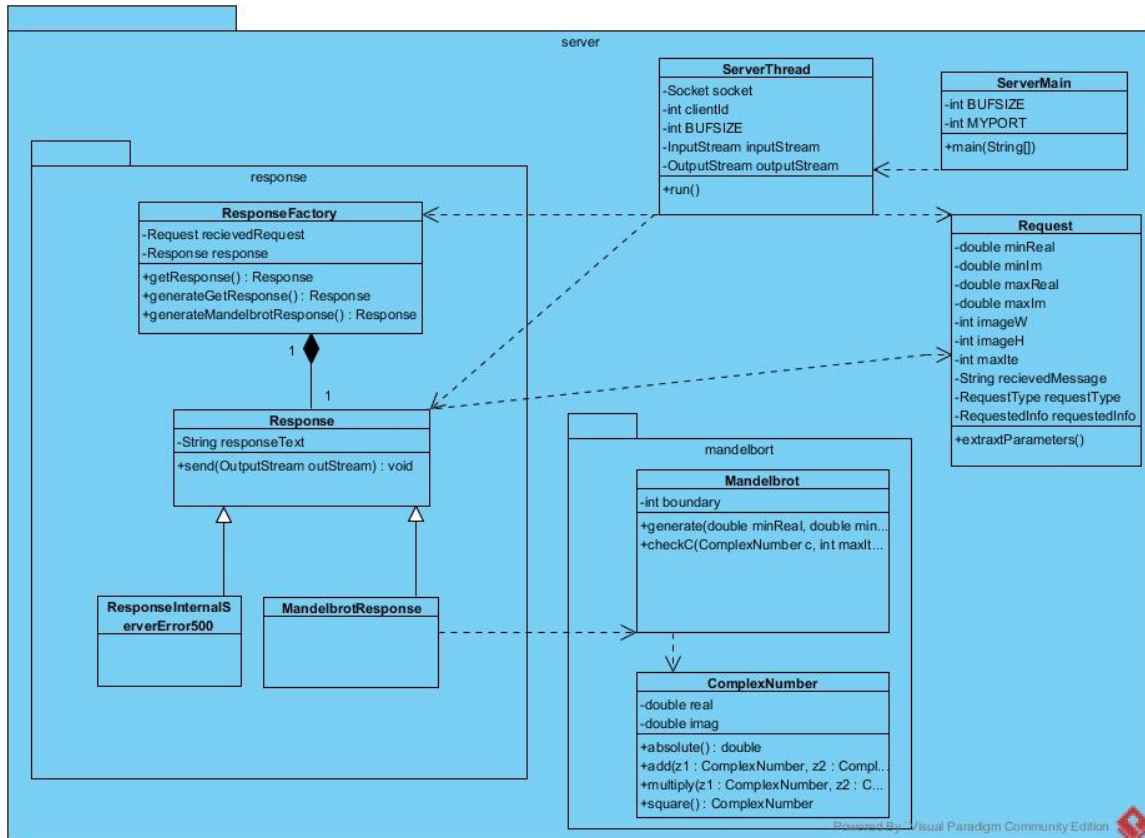 server
ServerThread
-Socket socket
-int clientId
-int BUFSIZE
-InputStream inputStream
-OutputStream outputStream
+run()
ServerMain
-int BUFSIZE
-int MYPORT
+main(String[])
response
ResponseFactory
-Request recievedRequest
-Response response
+getResponse() : Response
+generateGetResponse() : Response
+generateMandelbrotResponse() : Response
1
1
Request
-double minReal
-double minIm
-double maxReal
-double maxIm
-int imageW
-int imageH
-int maxIte
-String recievedMessage
-RequestType requestType
-RequestedInfo requestedInfo
+extraxtParameters()
Response
-String responseText
+send(OutputStream outStream) : void
mandelbort
Mandelbrot
-int boundary
+generate(double minReal, double min...
+checkC(ComplexNumber c, int maxIt...
ResponseInternalS
erverError500
MandelbrotResponse
ComplexNumber
-double real
-double imag
+absolute() : double
+add(z1 : ComplexNumber, z2 : Compl...
+multiply(z1 : ComplexNumber, z2 : C...
+square() : ComplexNumber
Powered By Visual Paradigm Community Edition